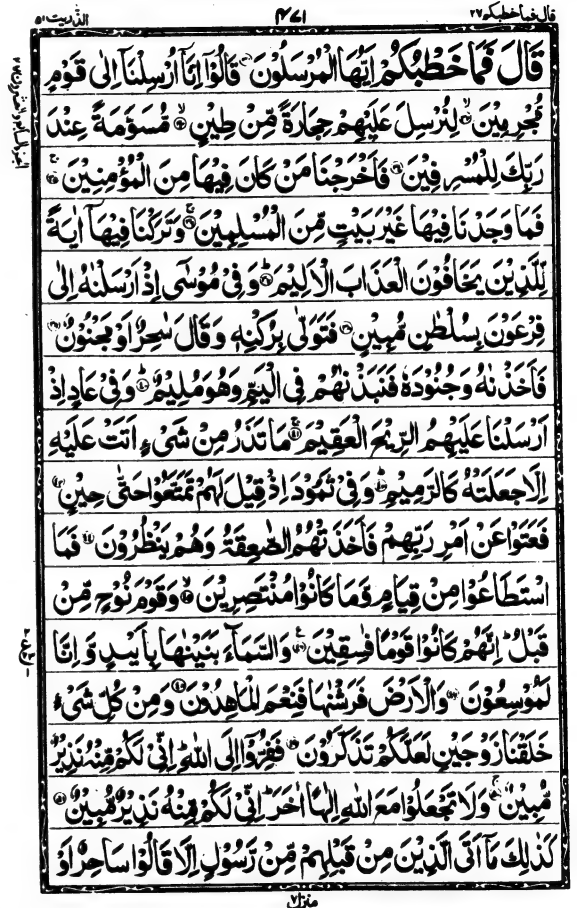 قال فما خطبكم ٢٧
٤٧١
الذّٰريٰت ٥١
قَالَ فَمَا خَطْبُكُمْ اَيُّهَا الْمُرْسَلُوْنَ ۝ قَالُوْۤا اِنَّاۤ اُرْسِلْنَاۤ اِلٰى قَوْمٍ
مُّجْرِمِيْنَ ۝ لِنُرْسِلَ عَلَيْهِمْ حِجَارَةً مِّنْ طِيْنٍ ۝ مُّسَوَّمَةً عِنْدَ
رَبِّكَ لِلْمُسْرِفِيْنَ ۝ فَاَخْرَجْنَا مَنْ كَانَ فِيْهَا مِنَ الْمُؤْمِنِيْنَ ۝
فَمَا وَجَدْنَا فِيْهَا غَيْرَ بَيْتٍ مِّنَ الْمُسْلِمِيْنَ ۝ وَتَرَكْنَا فِيْهَاۤ اٰيَةً
لِّلَّذِيْنَ يَخَافُوْنَ الْعَذَابَ الْاَلِيْمَ ۝ وَفِيْ مُوْسٰۤى اِذْ اَرْسَلْنٰهُ اِلٰى
فِرْعَوْنَ بِسُلْطٰنٍ مُّبِيْنٍ ۝ فَتَوَلّٰى بِرُكْنِهٖ وَقَالَ سٰحِرٌ اَوْ مَجْنُوْنٌ ۝
فَاَخَذْنٰهُ وَجُنُوْدَهٗ فَنَبَذْنٰهُمْ فِي الْيَمِّ وَهُوَ مُلِيْمٌ ۝ وَفِيْ عَادٍ اِذْ
اَرْسَلْنَا عَلَيْهِمُ الرِّيْحَ الْعَقِيْمَ ۝ مَا تَذَرُ مِنْ شَيْءٍ اَتَتْ عَلَيْهِ
اِلَّا جَعَلَتْهُ كَالرَّمِيْمِ ۝ وَفِيْ ثَمُوْدَ اِذْ قِيْلَ لَهُمْ تَمَتَّعُوْا حَتّٰى حِيْنٍ ۝
فَعَتَوْا عَنْ اَمْرِ رَبِّهِمْ فَاَخَذَتْهُمُ الصّٰعِقَةُ وَهُمْ يَنْظُرُوْنَ ۝ فَمَا
اسْتَطَاعُوْا مِنْ قِيَامٍ وَّمَا كَانُوْا مُنْتَصِرِيْنَ ۝ وَقَوْمَ نُوْحٍ مِّنْ
قَبْلُ ؕ اِنَّهُمْ كَانُوْا قَوْمًا فٰسِقِيْنَ ۝ وَالسَّمَآءَ بَنَيْنٰهَا بِاَيْىدٍ وَّاِنَّا
لَمُوْسِعُوْنَ ۝ وَالْاَرْضَ فَرَشْنٰهَا فَنِعْمَ الْمَاهِدُوْنَ ۝ وَمِنْ كُلِّ شَيْءٍ
خَلَقْنَا زَوْجَيْنِ لَعَلَّكُمْ تَذَكَّرُوْنَ ۝ فَفِرُّوْۤا اِلَى اللّٰهِ ؕ اِنِّيْ لَكُمْ مِّنْهُ نَذِيْرٌ
مُّبِيْنٌ ۝ وَلَا تَجْعَلُوْا مَعَ اللّٰهِ اِلٰهًا اٰخَرَ ؕ اِنِّيْ لَكُمْ مِّنْهُ نَذِيْرٌ مُّبِيْنٌ ۝
كَذٰلِكَ مَاۤ اَتَى الَّذِيْنَ مِنْ قَبْلِهِمْ مِّنْ رَّسُوْلٍ اِلَّا قَالُوْا سَاحِرٌ اَوْ
منزل ٧